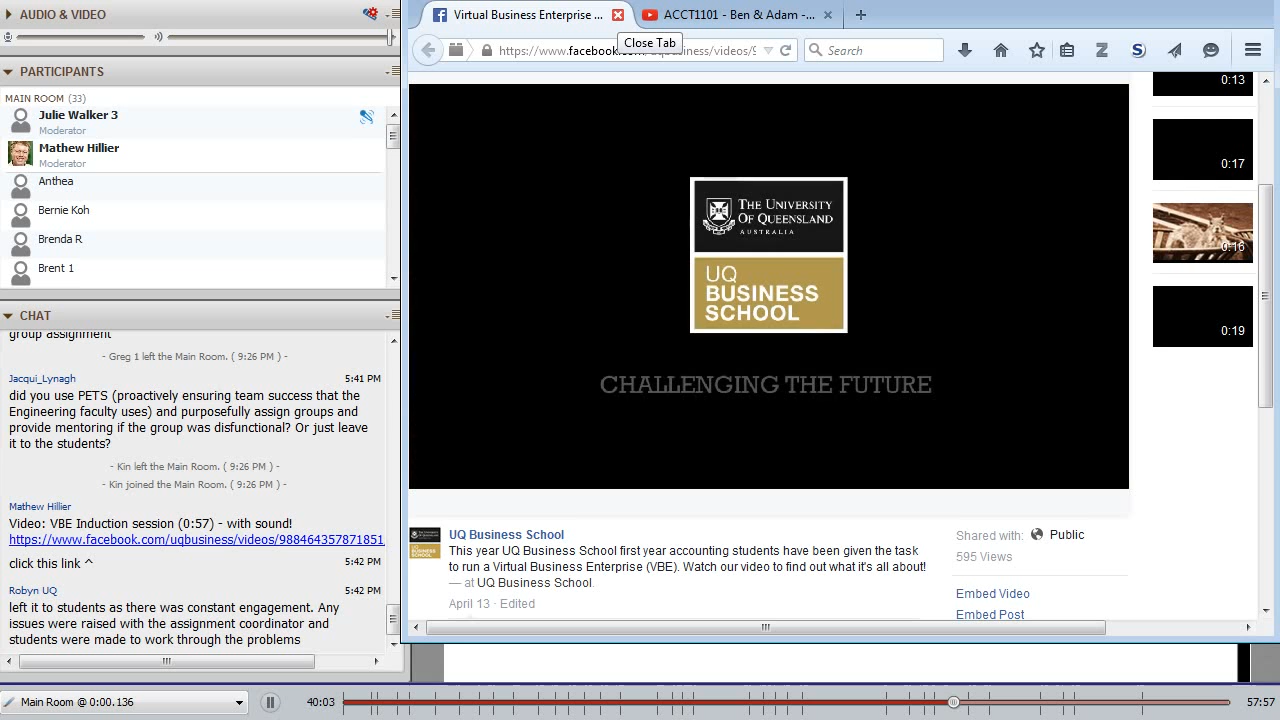 AUDIO & VIDEO
PARTICIPANTS
MAIN ROOM (33)
Julie Walker 3
Moderator
Mathew Hillier
Moderator
Anthea
Bernie Koh
Brenda R
Brent 1
CHAT
group assignment
- Greg 1 left the Main Room. ( 9:26 PM ) -
Jacqui_Lynagh 5:41 PM
did you use PETS (proactively ensuring team success that the
Engineering faculty uses) and purposefully assign groups and
provide mentoring if the group was disfunctional? Or just leave
it to the students?
- Kin left the Main Room. ( 9:26 PM ) -
- Kin joined the Main Room. ( 9:26 PM ) -
Mathew Hillier
Video: VBE Induction session (0:57) - with sound!
https://www.facebook.com/uqbusiness/videos/988464357871851
click this link ^ 5:42 PM
Robyn UQ 5:42 PM
left it to students as there was constant engagement. Any
issues were raised with the assignment coordinator and
students were made to work through the problems
Main Room @ 0:00.136
40:03
57:57
Virtual Business Enterprise ...
ACCT1101 - Ben & Adam -...
Close Tab
https://www.facebook
Search
0:13
0:17
0:16
0:19
THE UNIVERSITY
OF QUEENSLAND
AUSTRALIA
UQ
BUSINESS
SCHOOL
CHALLENGING THE FUTURE
UQ Business School
This year UQ Business School first year accounting students have been given the task
to run a Virtual Business Enterprise (VBE). Watch our video to find out what it's all about!
— at UQ Business School.
April 13 · Edited
Shared with: Public
595 Views
Embed Video
Embed Post